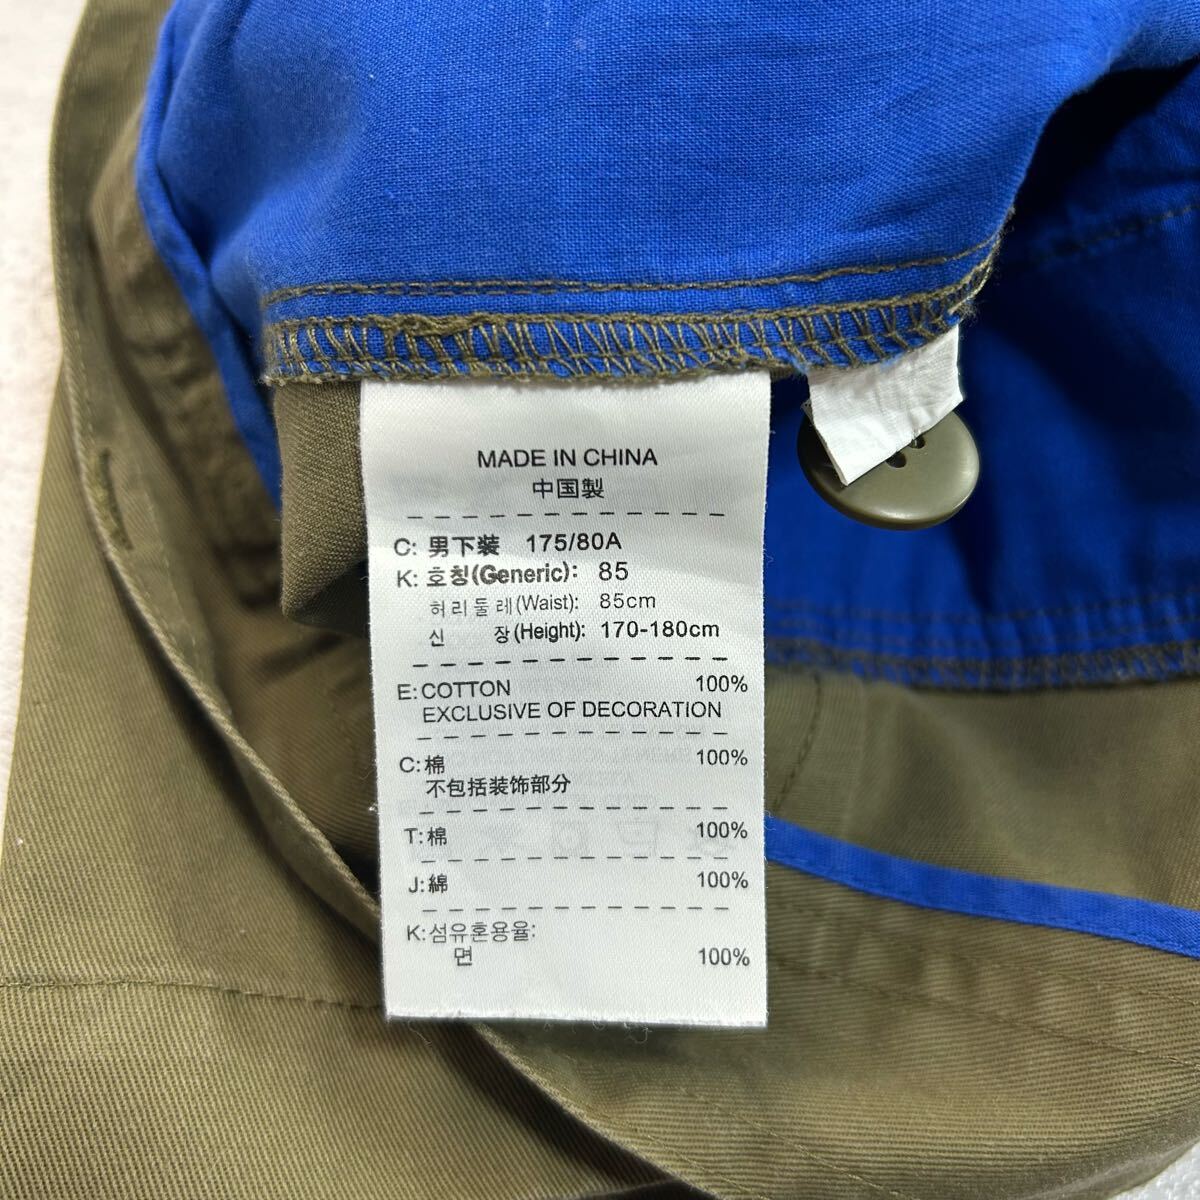 MADE IN CHINA
中国製
C: 男下装 175/80A
K: 호칭(Generic): 85
허리둘레(Waist): 85cm
신 장(Height): 170-180cm
E: COTTON 100%
EXCLUSIVE OF DECORATION
C: 棉 100%
不包括装饰部分
T: 棉 100%
J: 綿 100%
K: 섬유혼용율:
면 100%